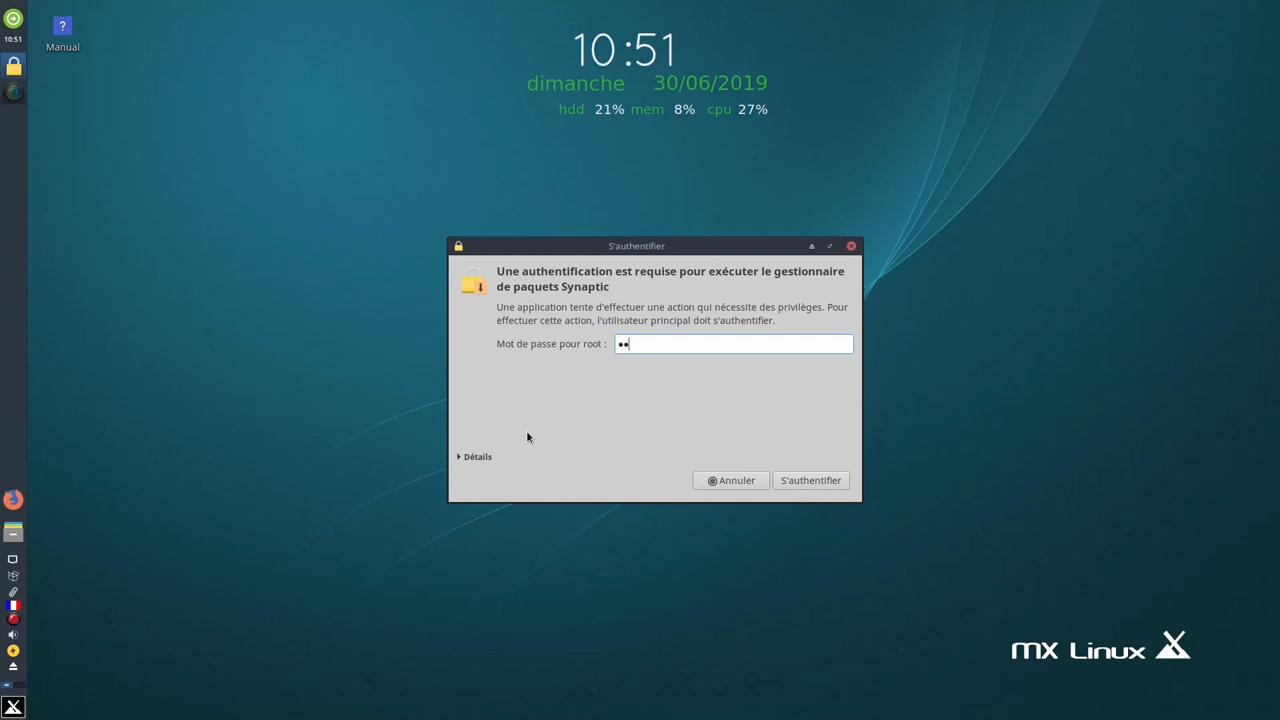 10:51
?
Manual
10:51
dimanche 30/06/2019
hdd 21% mem 8% cpu 27%
S'authentifier
Une authentification est requise pour exécuter le gestionnaire
de paquets Synaptic
Une application tente d'effectuer une action qui nécessite des privilèges. Pour
effectuer cette action, l'utilisateur principal doit s'authentifier.
Mot de passe pour root : ●●
Détails
Annuler S'authentifier
mx Linux